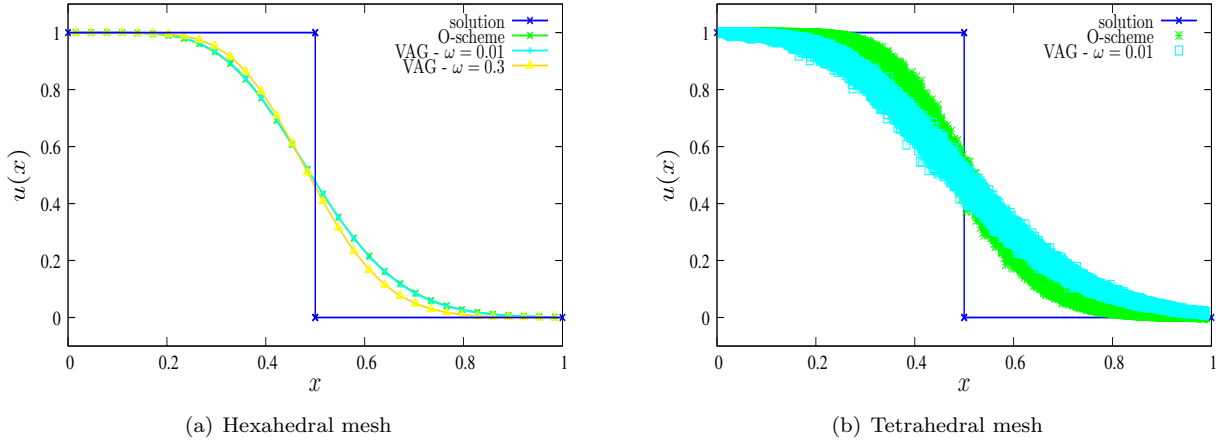 solution
O-scheme
VAG - ω = 0.01
VAG - ω = 0.3
1
0.8
0.6
0.4
0.2
0
u(x)
0
0.2
0.4
0.6
0.8
1
x
(a) Hexahedral mesh
solution
O-scheme
VAG - ω = 0.01
1
0.8
0.6
0.4
0.2
0
u(x)
0
0.2
0.4
0.6
0.8
1
x
(b) Tetrahedral mesh